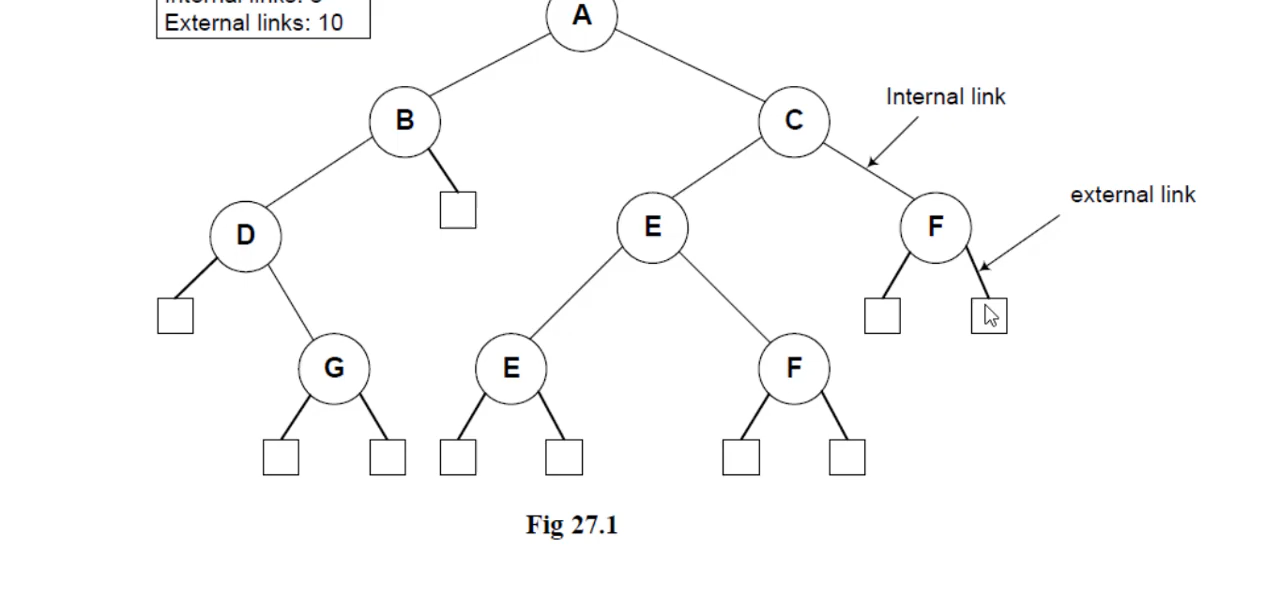 External links: 10
A
Internal link
B
C
external link
D
E
F
G
E
F
Fig 27.1